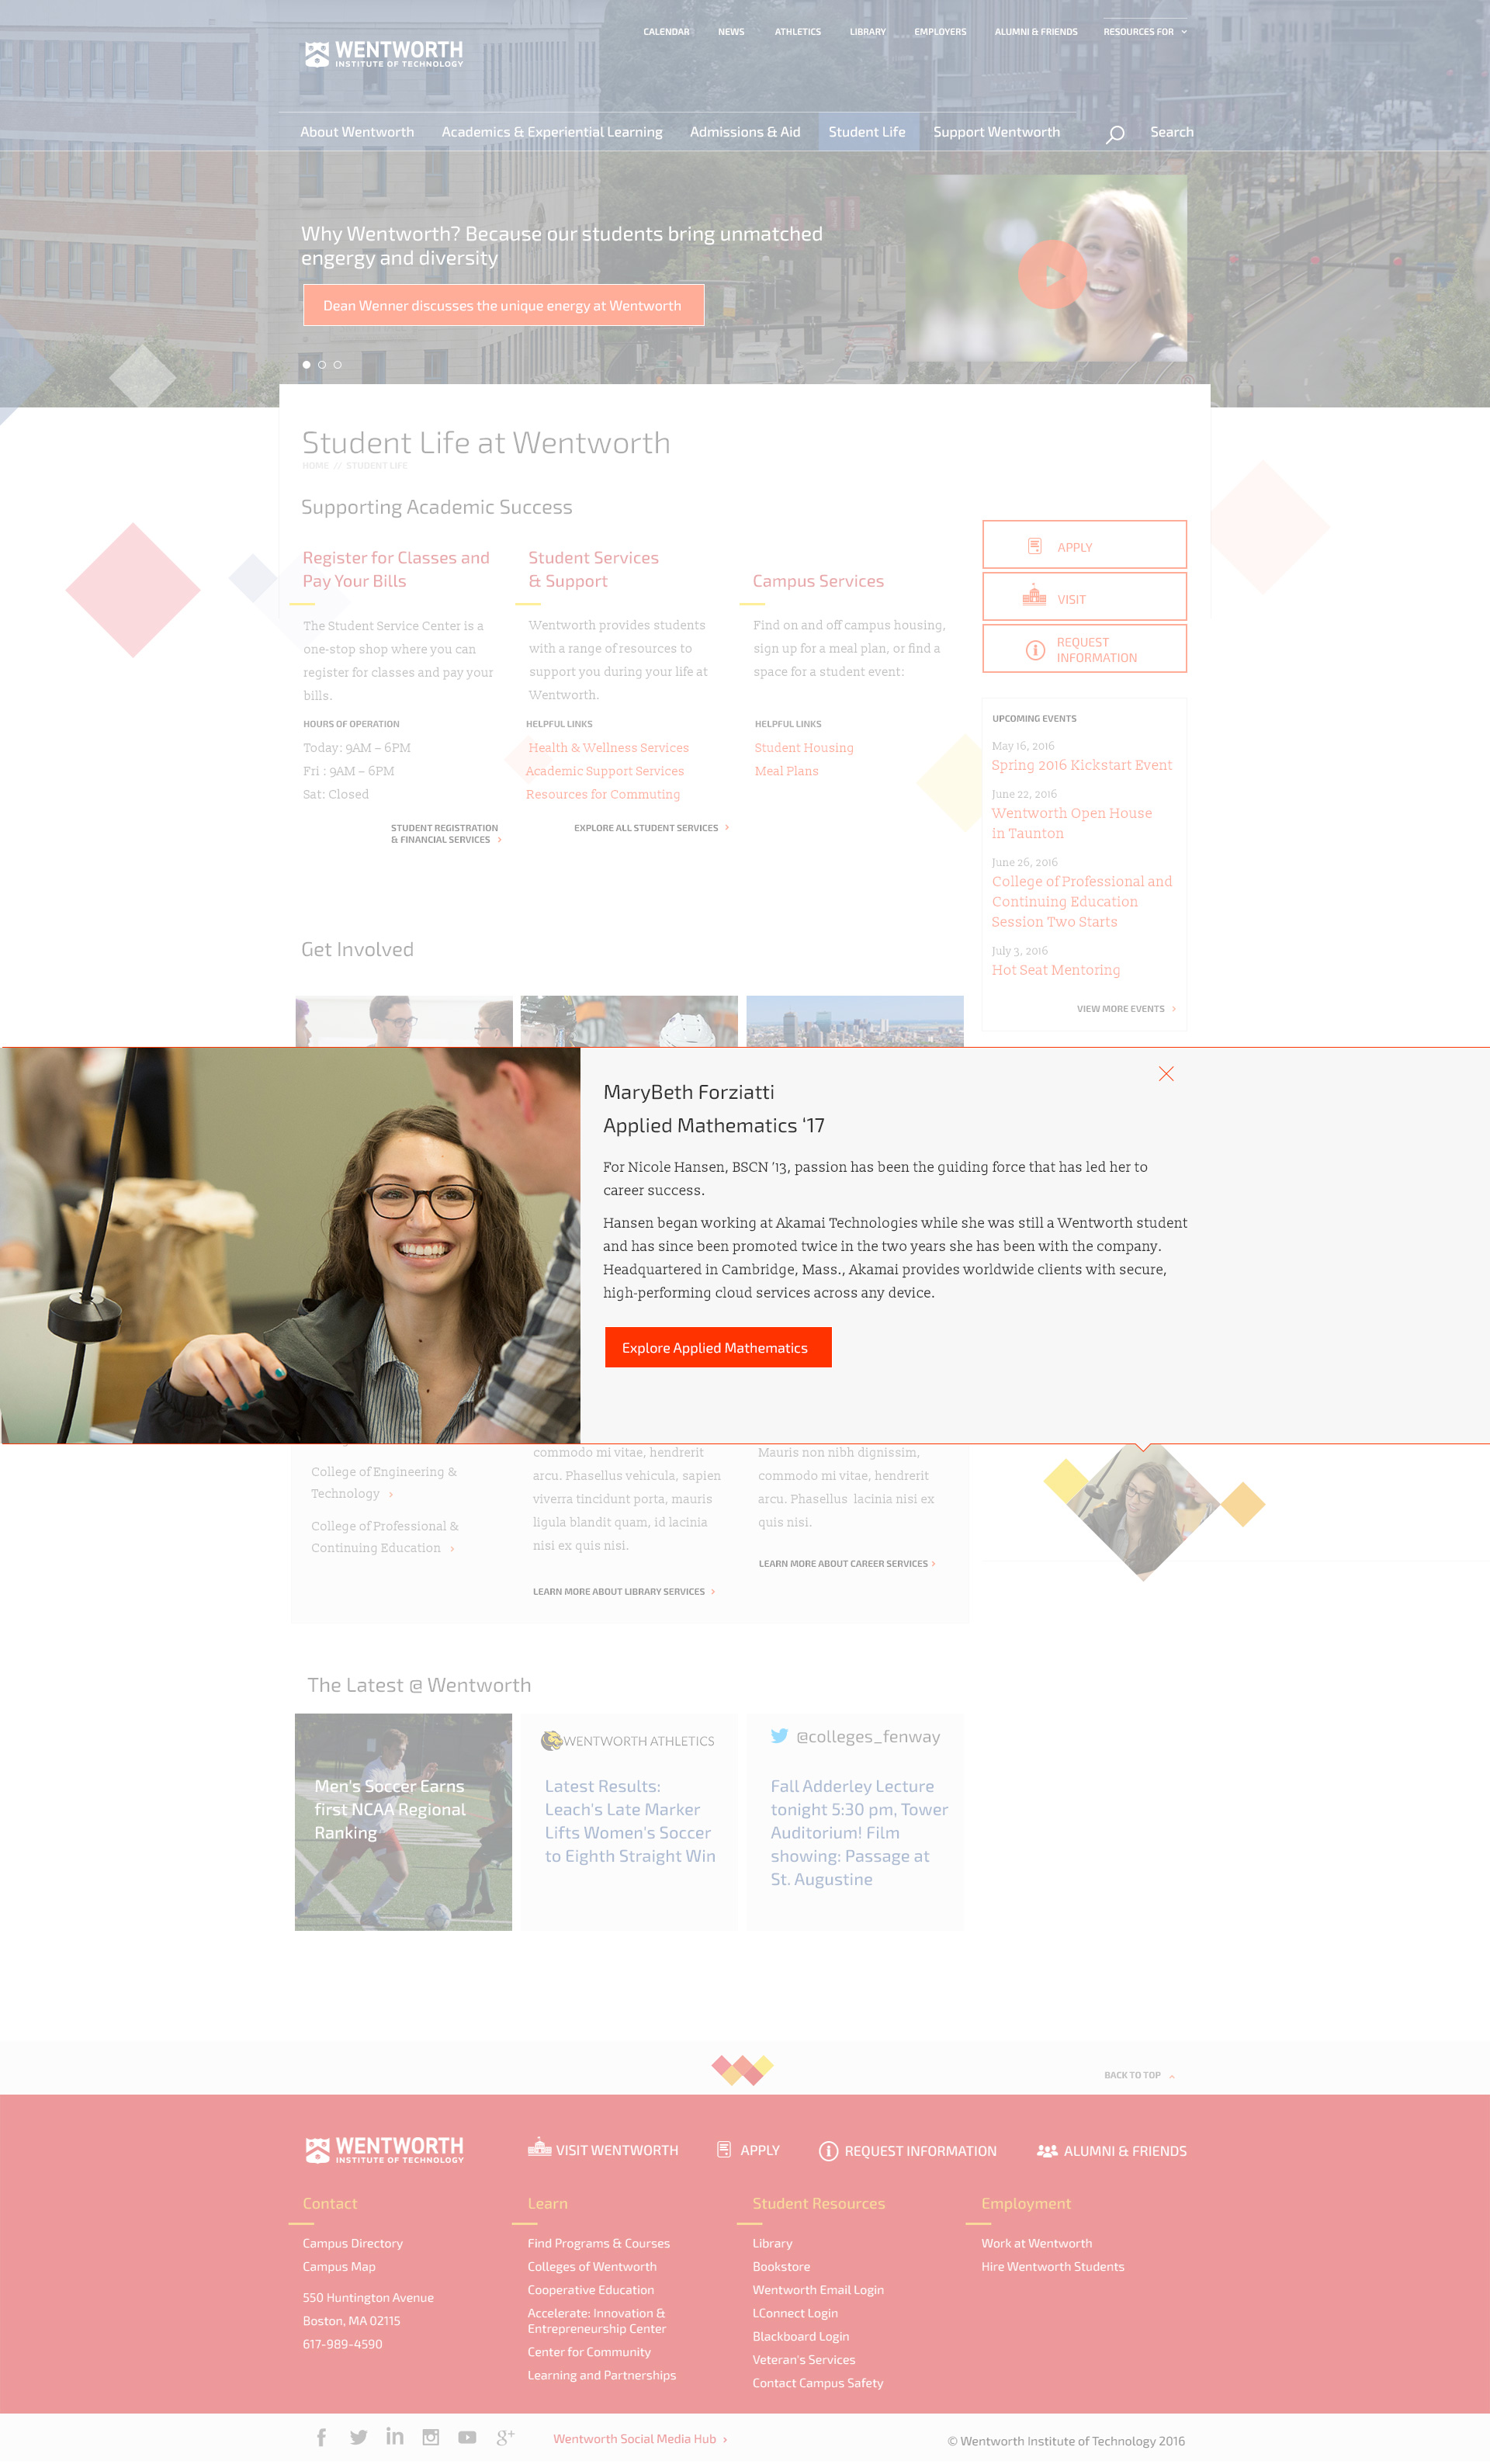 CALENDAR NEWS ATHLETICS LIBRARY EMPLOYERS ALUMNI & FRIENDS RESOURCES FOR
WENTWORTH
INSTITUTE OF TECHNOLOGY
About Wentworth Academics & Experiential Learning Admissions & Aid Student Life Support Wentworth Search
Why Wentworth? Because our students bring unmatched
engergy and diversity
Dean Wenner discusses the unique energy at Wentworth
Student Life at Wentworth
HOME // STUDENT LIFE
Supporting Academic Success
Register for Classes and
Pay Your Bills
The Student Service Center is a
one-stop shop where you can
register for classes and pay your
bills.
HOURS OF OPERATION
Today: 9AM – 6PM
Fri : 9AM – 6PM
Sat: Closed
STUDENT REGISTRATION
& FINANCIAL SERVICES
Student Services
& Support
Wentworth provides students
with a range of resources to
support you during your life at
Wentworth.
HELPFUL LINKS
Health & Wellness Services
Academic Support Services
Resources for Commuting
EXPLORE ALL STUDENT SERVICES
Campus Services
Find on and off campus housing,
sign up for a meal plan, or find a
space for a student event:
HELPFUL LINKS
Student Housing
Meal Plans
APPLY
VISIT
REQUEST
INFORMATION
UPCOMING EVENTS
May 16, 2016
Spring 2016 Kickstart Event
June 22, 2016
Wentworth Open House
in Taunton
June 26, 2016
College of Professional and
Continuing Education
Session Two Starts
July 3, 2016
Hot Seat Mentoring
VIEW MORE EVENTS
Get Involved
MaryBeth Forziatti
Applied Mathematics ‘17
For Nicole Hansen, BSCN ’13, passion has been the guiding force that has led her to
career success.
Hansen began working at Akamai Technologies while she was still a Wentworth student
and has since been promoted twice in the two years she has been with the company.
Headquartered in Cambridge, Mass., Akamai provides worldwide clients with secure,
high-performing cloud services across any device.
Explore Applied Mathematics
College of Engineering &
Technology
College of Professional &
Continuing Education
commodo mi vitae, hendrerit
arcu. Phasellus vehicula, sapien
viverra tincidunt porta, mauris
ligula blandit quam, id lacinia
nisi ex quis nisi.
LEARN MORE ABOUT LIBRARY SERVICES
Mauris non nibh dignissim,
commodo mi vitae, hendrerit
arcu. Phasellus lacinia nisi ex
quis nisi.
LEARN MORE ABOUT CAREER SERVICES
The Latest @ Wentworth
Men's Soccer Earns
first NCAA Regional
Ranking
WENTWORTH ATHLETICS
Latest Results:
Leach's Late Marker
Lifts Women's Soccer
to Eighth Straight Win
@colleges_fenway
Fall Adderley Lecture
tonight 5:30 pm, Tower
Auditorium! Film
showing: Passage at
St. Augustine
BACK TO TOP
WENTWORTH
INSTITUTE OF TECHNOLOGY
VISIT WENTWORTH APPLY REQUEST INFORMATION ALUMNI & FRIENDS
Contact
Campus Directory
Campus Map
550 Huntington Avenue
Boston, MA 02115
617-989-4590
Learn
Find Programs & Courses
Colleges of Wentworth
Cooperative Education
Accelerate: Innovation &
Entrepreneurship Center
Center for Community
Learning and Partnerships
Student Resources
Library
Bookstore
Wentworth Email Login
LConnect Login
Blackboard Login
Veteran's Services
Contact Campus Safety
Employment
Work at Wentworth
Hire Wentworth Students
Wentworth Social Media Hub
© Wentworth Institute of Technology 2016